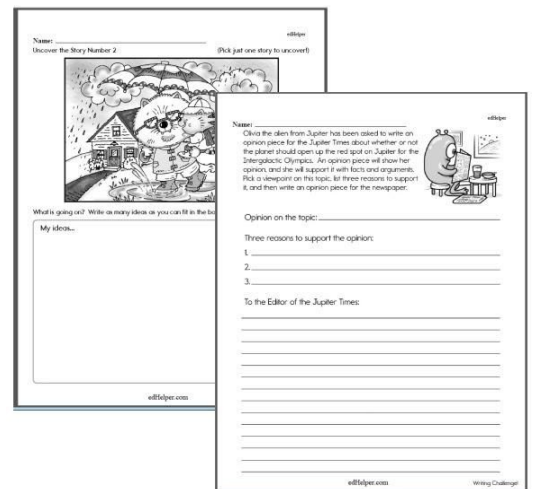 edHelper
Name:
Uncover the Story Number 2 (Pick just one story to uncover!)
What is going on? Write as many ideas as you can fit in the bo
My ideas...
edHelper.com
edHelper
Name:
Olivia the alien from Jupiter has been asked to write an
opinion piece for the Jupiter Times about whether or not
the planet should open up the red spot on Jupiter for the
Intergalactic Olympics. An opinion piece will show her
opinion, and she will support it with facts and arguments.
Pick a viewpoint on this topic, list three reasons to support
it, and then write an opinion piece for the newspaper.
Opinion on the topic:
Three reasons to support the opinion:
1.
2.
3.
To the Editor of the Jupiter Times:
edHelper.com Writing Challenge!